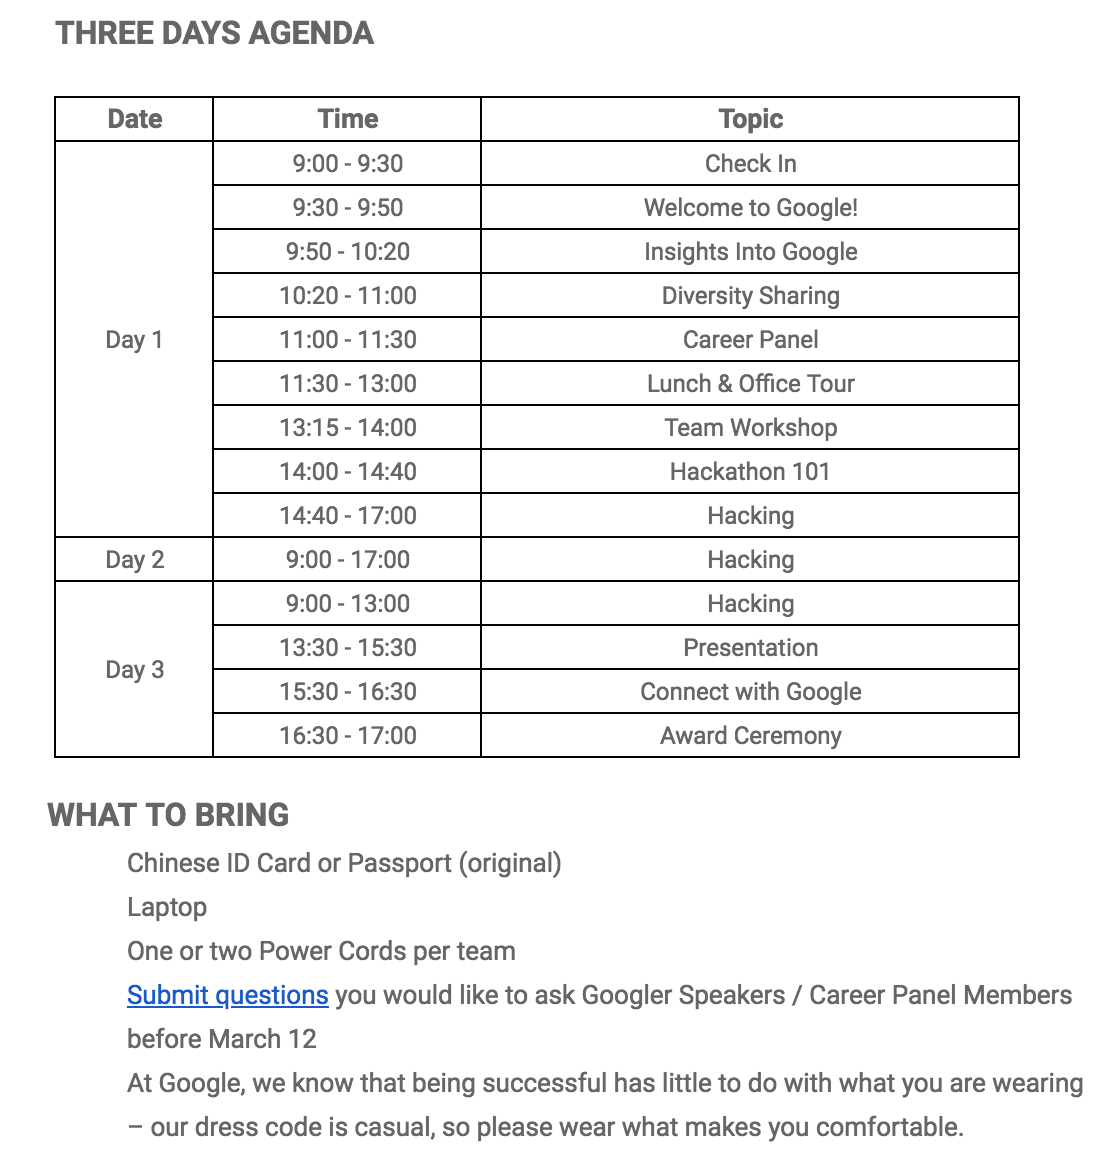 THREE DAYS AGENDA
Date Time Topic
Day 1
9:00 - 9:30 Check In
9:30 - 9:50 Welcome to Google!
9:50 - 10:20 Insights Into Google
10:20 - 11:00 Diversity Sharing
11:00 - 11:30 Career Panel
11:30 - 13:00 Lunch & Office Tour
13:15 - 14:00 Team Workshop
14:00 - 14:40 Hackathon 101
14:40 - 17:00 Hacking
Day 2 9:00 - 17:00 Hacking
Day 3
9:00 - 13:00 Hacking
13:30 - 15:30 Presentation
15:30 - 16:30 Connect with Google
16:30 - 17:00 Award Ceremony
WHAT TO BRING
Chinese ID Card or Passport (original)
Laptop
One or two Power Cords per team
Submit questions you would like to ask Googler Speakers / Career Panel Members
before March 12
At Google, we know that being successful has little to do with what you are wearing
– our dress code is casual, so please wear what makes you comfortable.